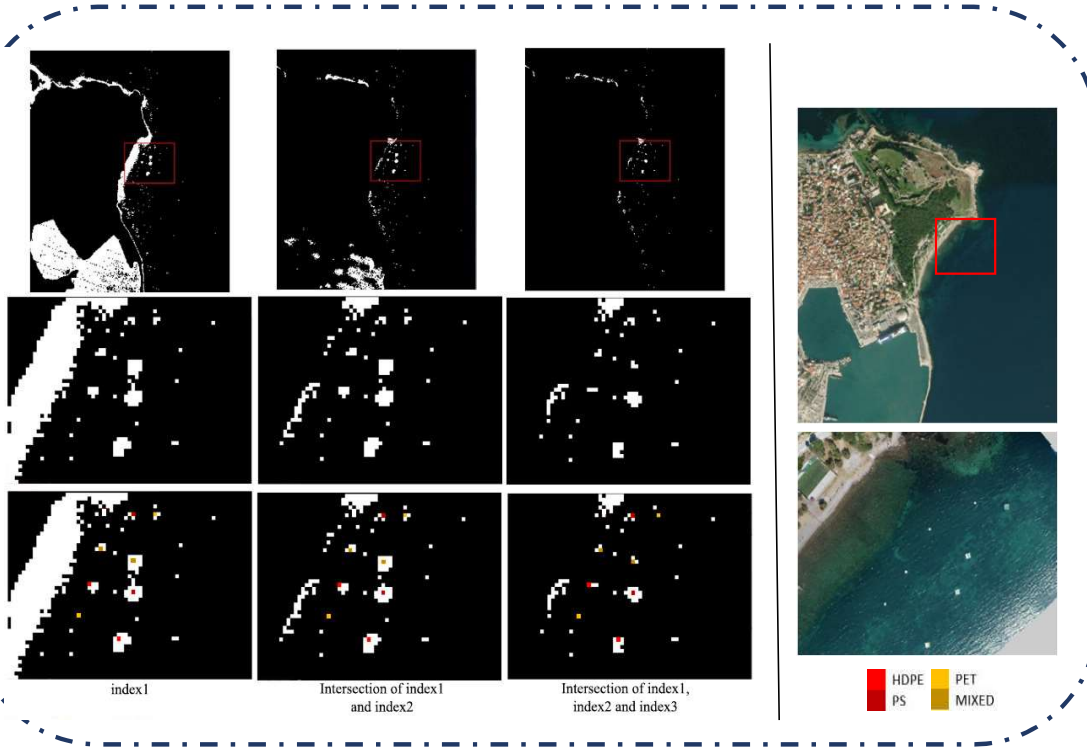 index1
Intersection of index1,
and index2
Intersection of index1,
index2 and index3
HDPE
PET
PS
MIXED